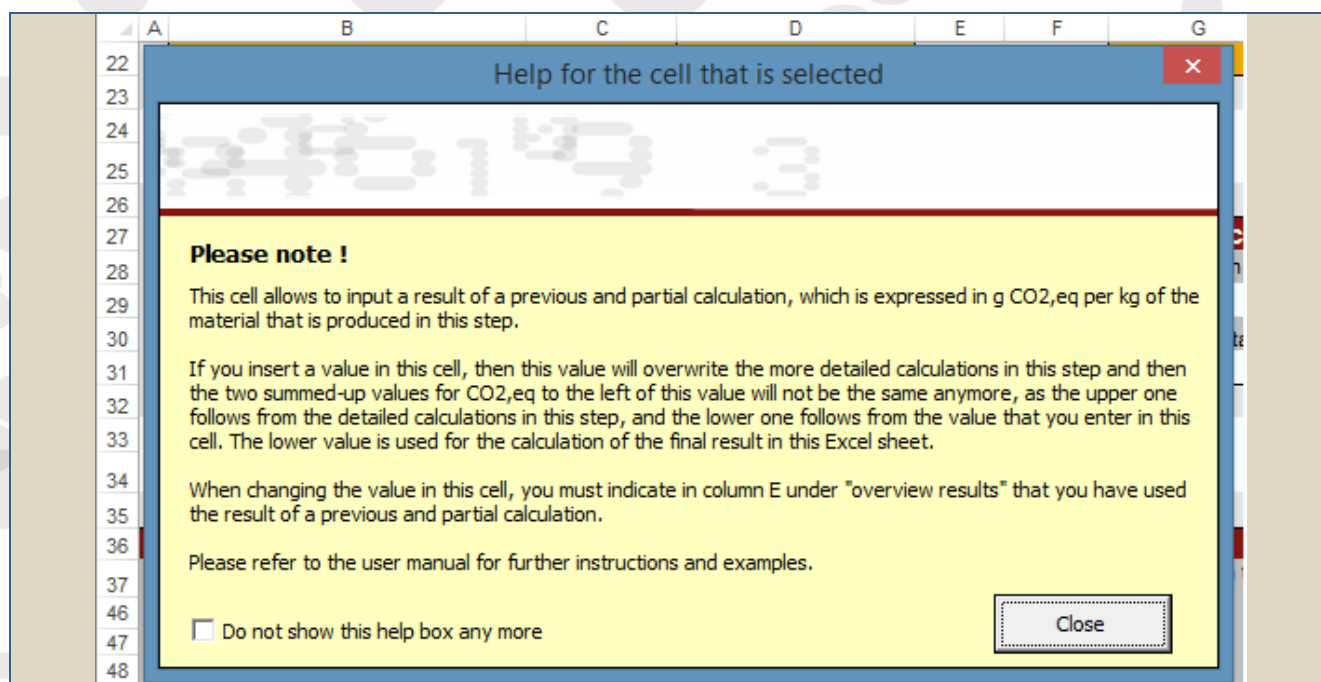 A B C D E F G
22
Help for the cell that is selected
23
24
25
26
27
Please note !
28
This cell allows to input a result of a previous and partial calculation, which is expressed in g CO2,eq per kg of the
29
material that is produced in this step.
30
31
If you insert a value in this cell, then this value will overwrite the more detailed calculations in this step and then
the two summed-up values for CO2,eq to the left of this value will not be the same anymore, as the upper one
32
follows from the detailed calculations in this step, and the lower one follows from the value that you enter in this
33
cell. The lower value is used for the calculation of the final result in this Excel sheet.
34
When changing the value in this cell, you must indicate in column E under "overview results" that you have used
35
the result of a previous and partial calculation.
36
Please refer to the user manual for further instructions and examples.
37
46
Do not show this help box any more
Close
47
48